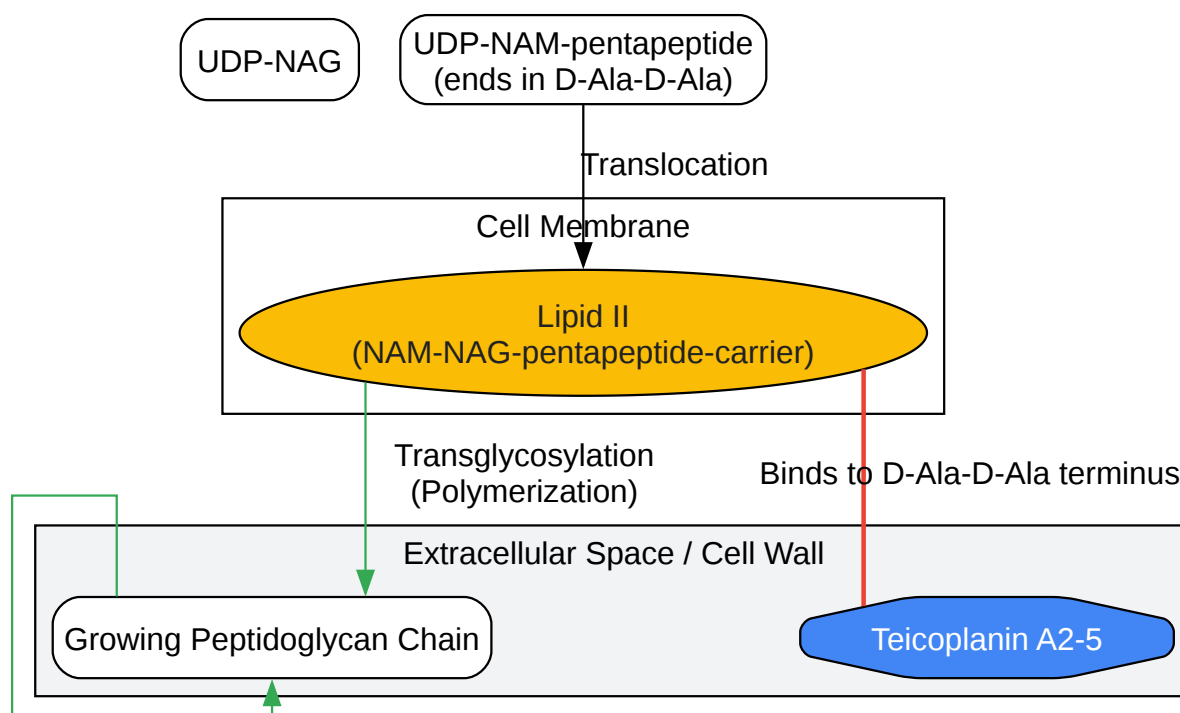 UDP-NAG
UDP-NAM-pentapeptide
(ends in D-Ala-D-Ala)
Translocation
Cell Membrane
Lipid II
(NAM-NAG-pentapeptide-carrier)
Transglycosylation
(Polymerization)
Binds to D-Ala-D-Ala terminus
Extracellular Space / Cell Wall
Growing Peptidoglycan Chain
Teicoplanin A2-5